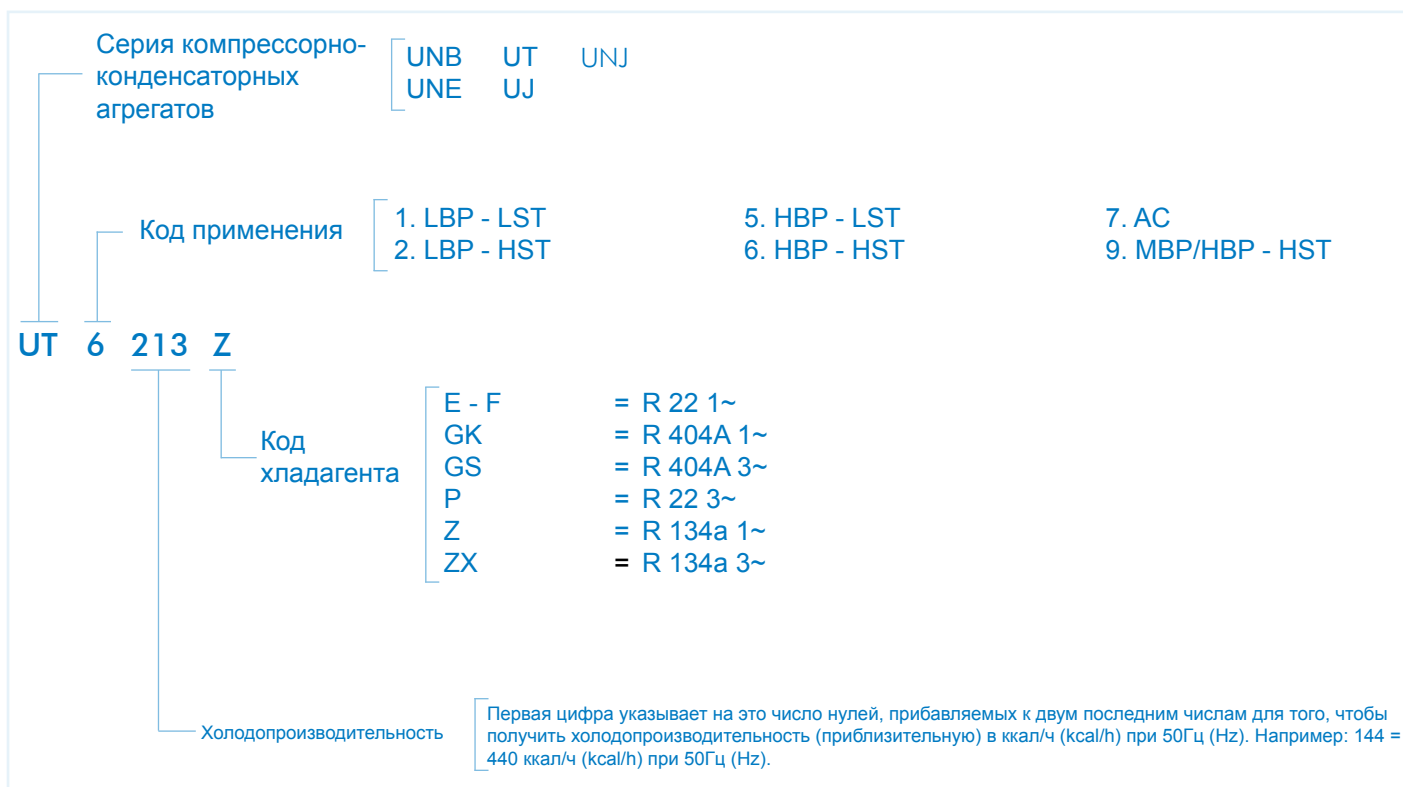 Серия компрессорно-
конденсаторных
агрегатов
UNB UT UNJ
UNE UJ
Код применения
1. LBP - LST 5. HBP - LST 7. AC
2. LBP - HST 6. HBP - HST 9. MBP/HBP - HST
UT 6 213 Z
Код
хладагента
E - F = R 22 1~
GK = R 404A 1~
GS = R 404A 3~
P = R 22 3~
Z = R 134a 1~
ZX = R 134a 3~
Холодопроизводительность
Первая цифра указывает на это число нулей, прибавляемых к двум последним числам для того, чтобы
получить холодопроизводительность (приблизительную) в ккал/ч (kcal/h) при 50Гц (Hz). Например: 144 =
440 ккал/ч (kcal/h) при 50Гц (Hz).